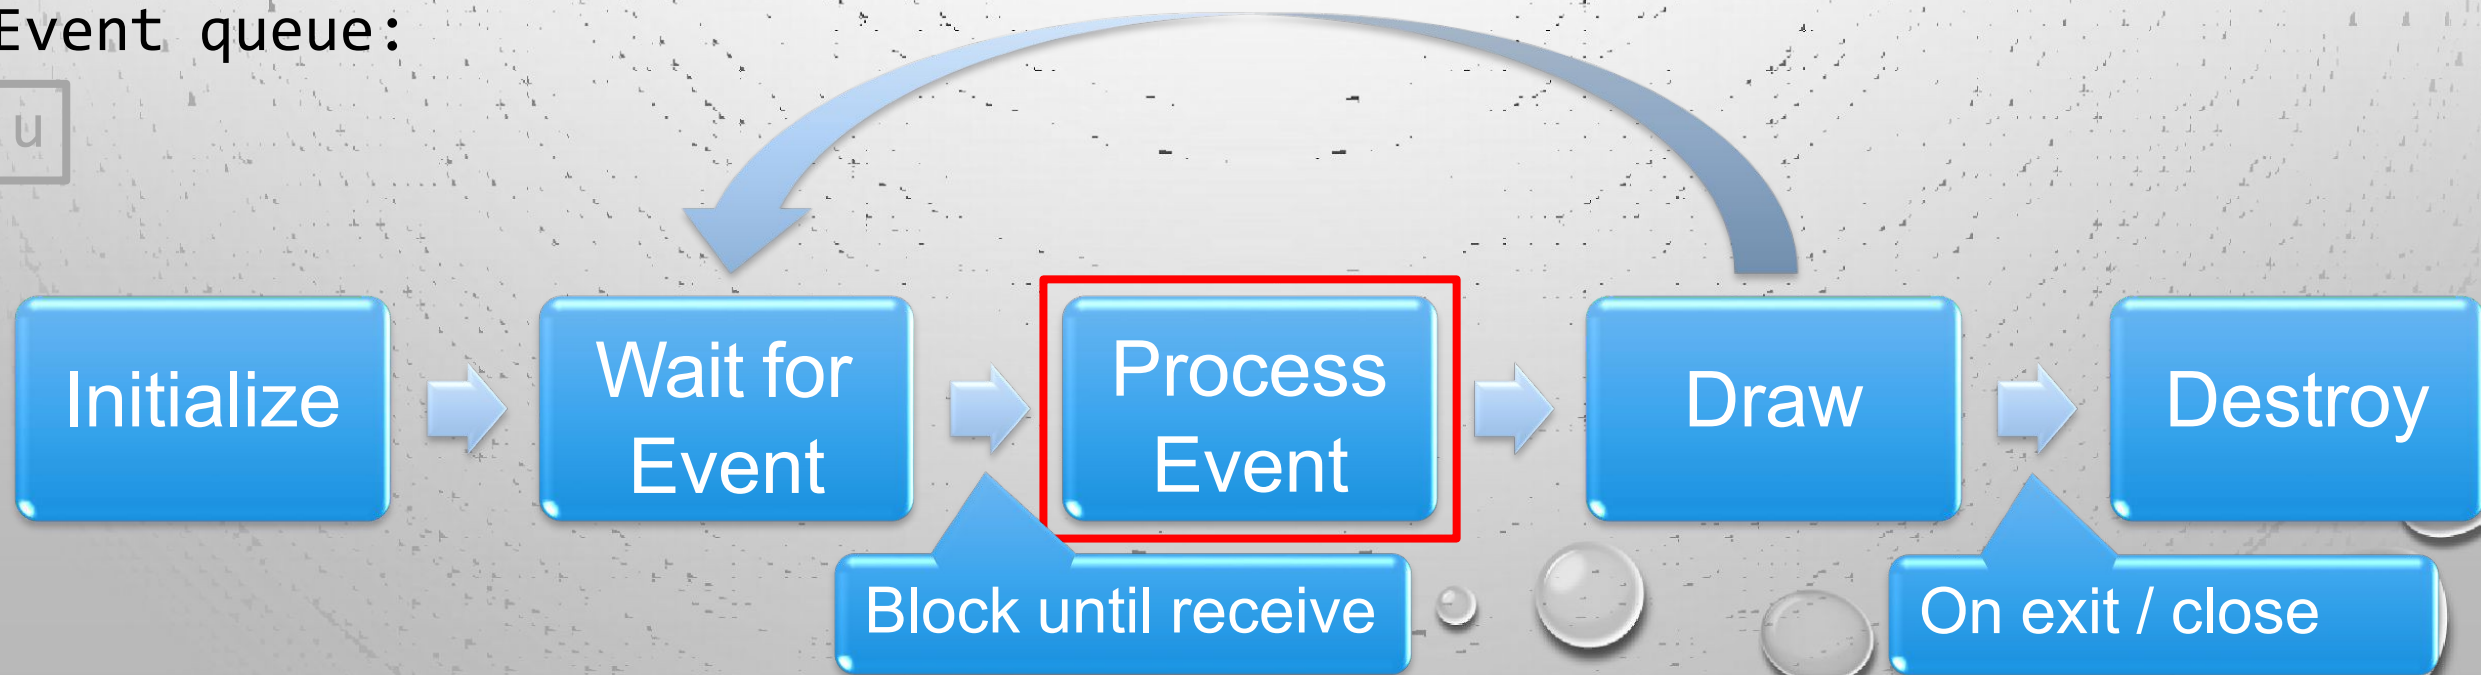 Event queue:
u
Initialize
Wait for
Event
Process
Event
Draw
Destroy
Block until receive
On exit / close